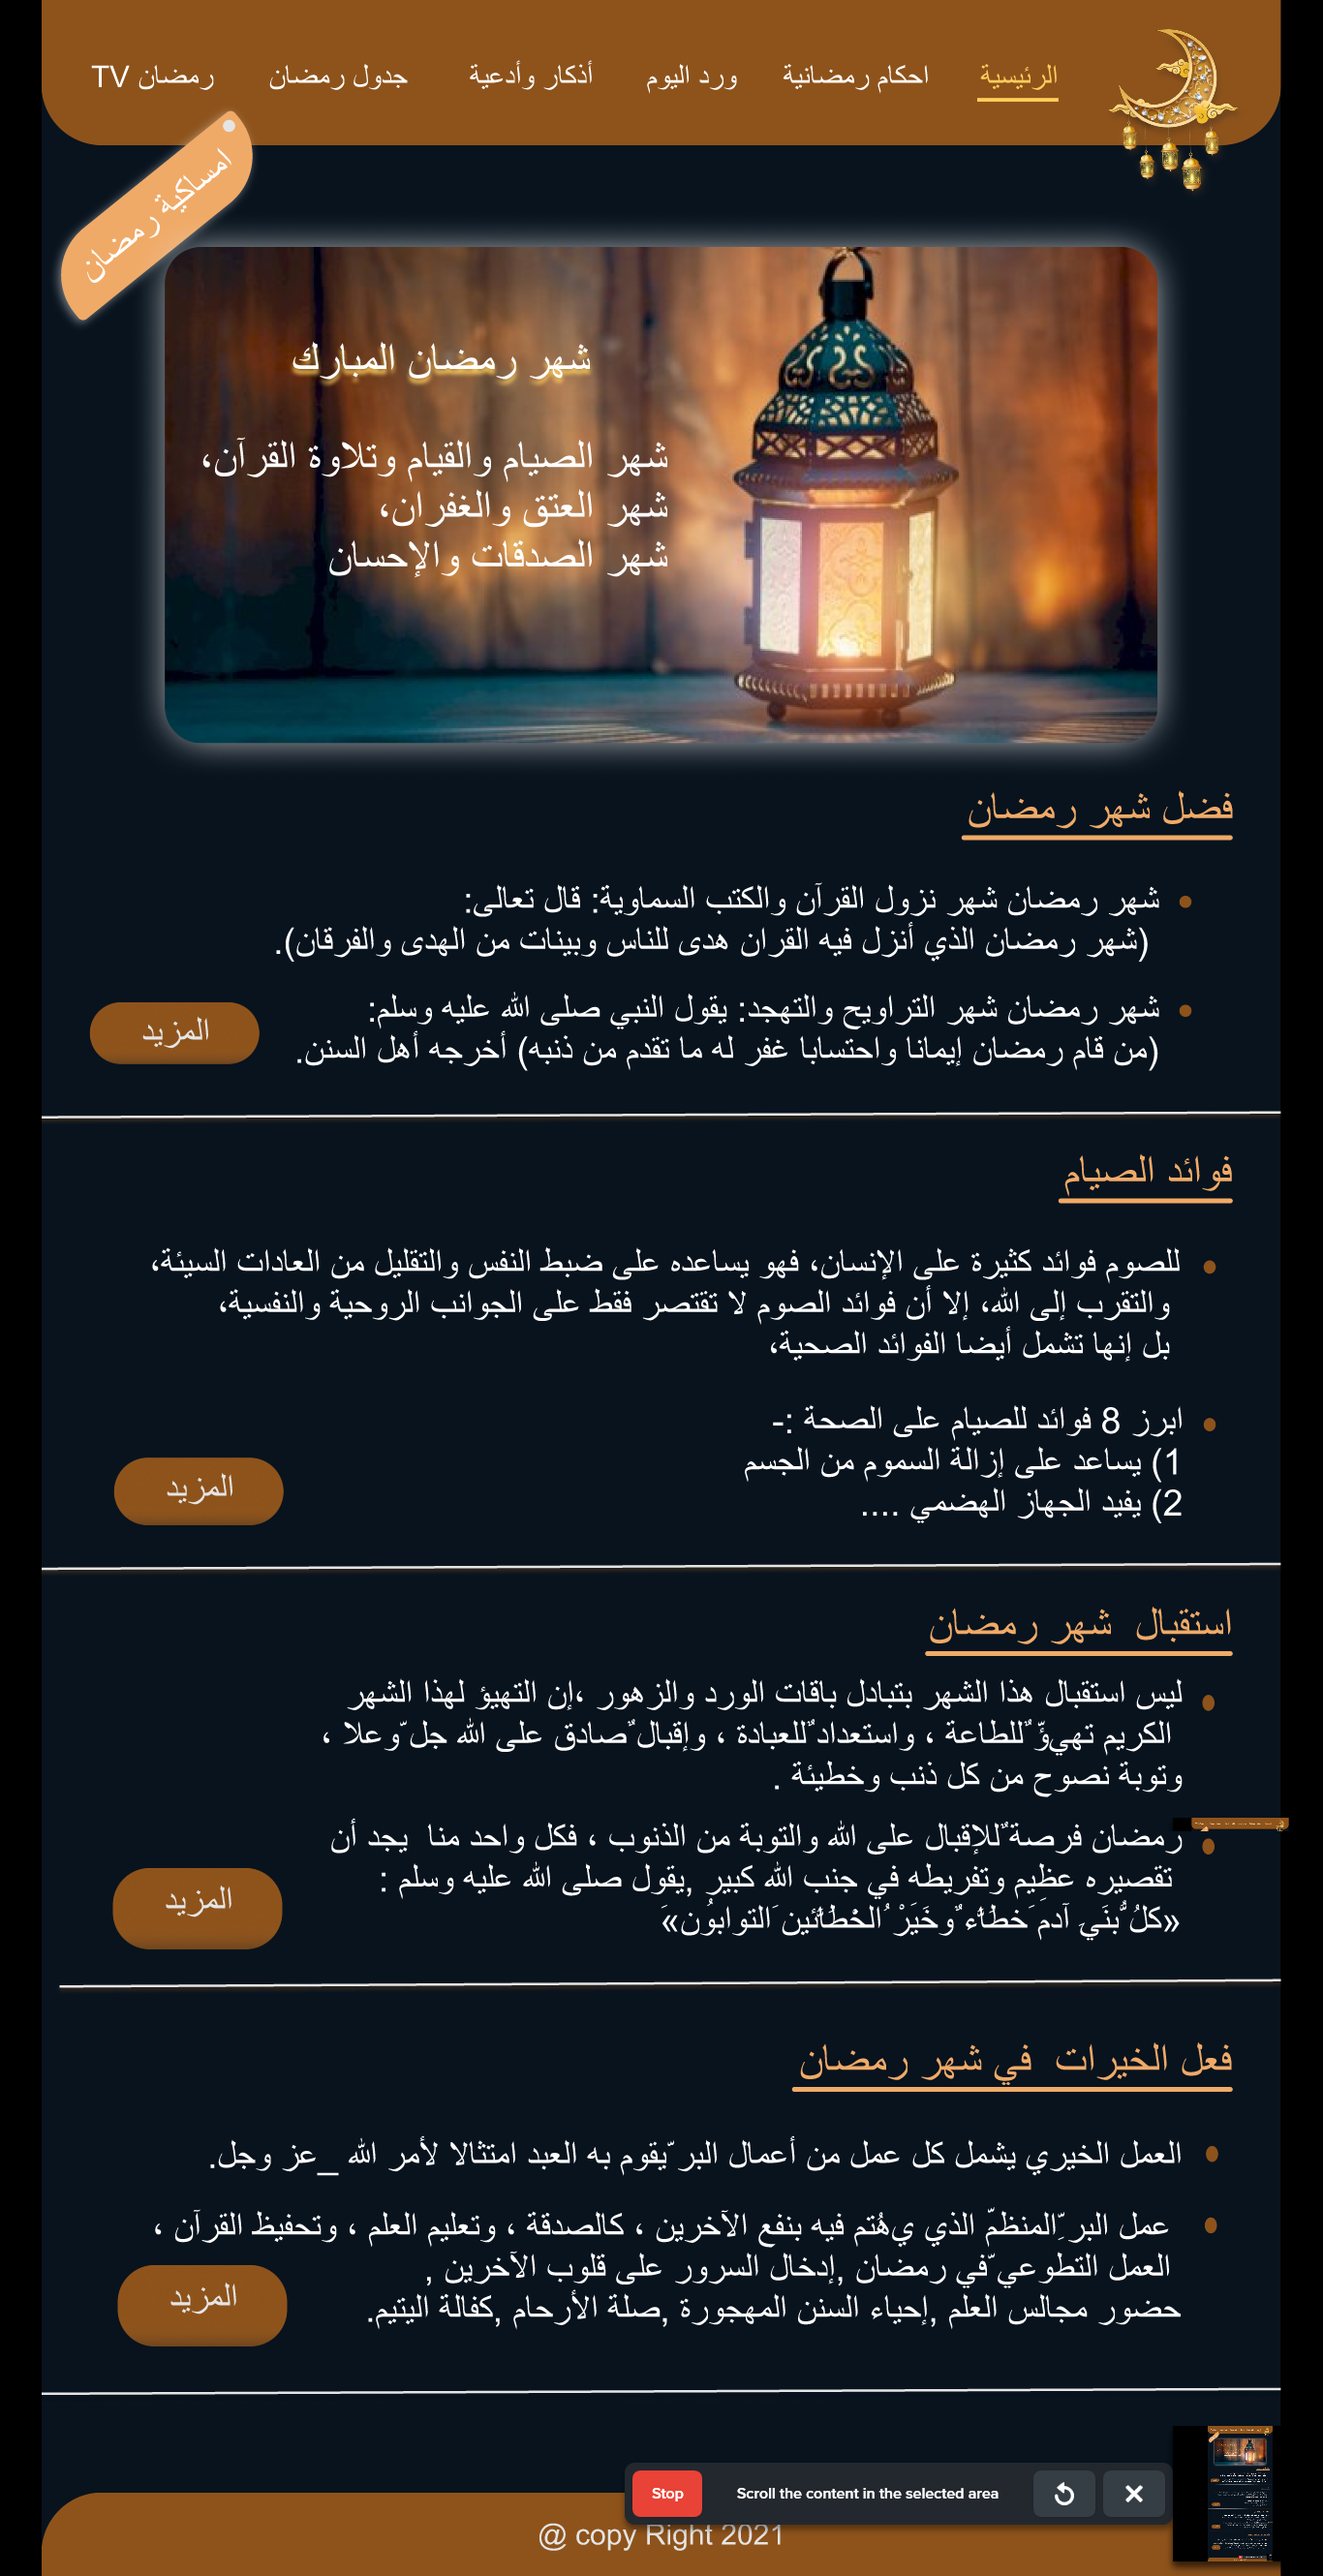 الرئيسية
احكام رمضانية
ورد اليوم
أذكار وأدعية
جدول رمضان
رمضان TV
امساكية رمضان
شهر رمضان المبارك
شهر الصيام والقيام وتلاوة القرآن،
شهر العتق والغفران،
شهر الصدقات والإحسان
فضل شهر رمضان
شهر رمضان شهر نزول القرآن والكتب السماوية: قال تعالى:
(شهر رمضان الذي أنزل فيه القران هدى للناس وبينات من الهدى والفرقان).
شهر رمضان شهر التراويح والتهجد: يقول النبي صلى الله عليه وسلم:
(من قام رمضان إيمانا واحتسابا غفر له ما تقدم من ذنبه) أخرجه أهل السنن.
المزيد
فوائد الصيام
للصوم فوائد كثيرة على الإنسان، فهو يساعده على ضبط النفس والتقليل من العادات السيئة،
والتقرب إلى الله، إلا أن فوائد الصوم لا تقتصر فقط على الجوانب الروحية والنفسية،
بل إنها تشمل أيضا الفوائد الصحية،
ابرز 8 فوائد للصيام على الصحة :-
1) يساعد على إزالة السموم من الجسم
2) يفيد الجهاز الهضمي ....
المزيد
استقبال شهر رمضان
ليس استقبال هذا الشهر بتبادل باقات الورد والزهور ،إن التهيؤ لهذا الشهر
الكريم تهيؤّ ٌللطاعة ، واستعداد ٌللعبادة ، وإقبال ٌصادق على الله جل ّوعلا ،
وتوبة نصوح من كل ذنب وخطيئة .
رمضان فرصة ٌللإقبال على الله والتوبة من الذنوب ، فكل واحد منا يجد أن
تقصيره عظيم وتفريطه في جنب الله كبير ,يقول صلى الله عليه وسلم :
«كلُ ُّبنَيِ آدمَ َخطَّاء ٌوخَيَرْ ُالخْطَائَّيِن َالتوابوُن»َ
المزيد
فعل الخيرات في شهر رمضان
العمل الخيري يشمل كل عمل من أعمال البر ّيقوم به العبد امتثالا لأمر الله _عز وجل.
عمل البر ِّالمنظمّ الذي يهُتم فيه بنفع الآخرين ، كالصدقة ، وتعليم العلم ، وتحفيظ القرآن ،
العمل التطوعي ّفي رمضان ,إدخال السرور على قلوب الآخرين ,
حضور مجالس العلم ,إحياء السنن المهجورة ,صلة الأرحام ,كفالة اليتيم.
المزيد
Stop
Scroll the content in the selected area
@ copy Right 2021